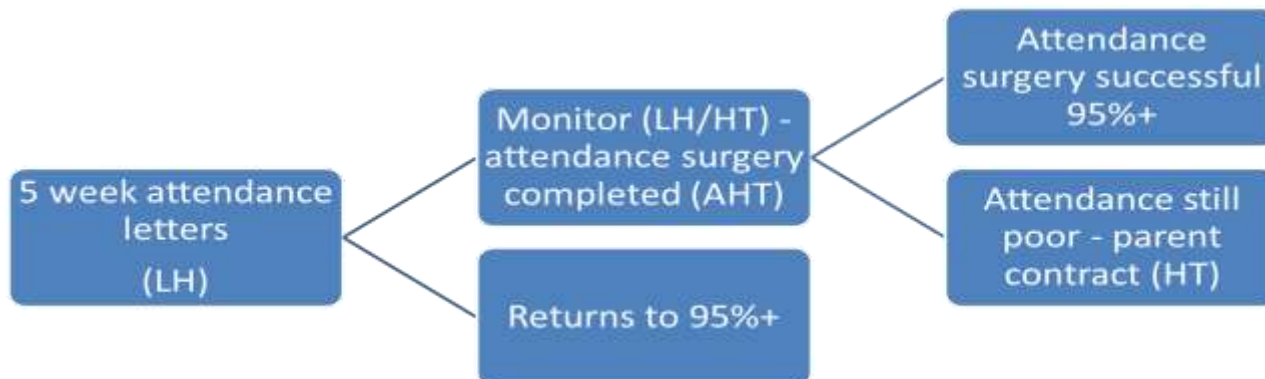 5 week attendance
letters
(LH)
Monitor (LH/HT) -
attendance surgery
completed (AHT)
Returns to 95%+
Attendance
surgery successful
95%+
Attendance still
poor - parent
contract (HT)